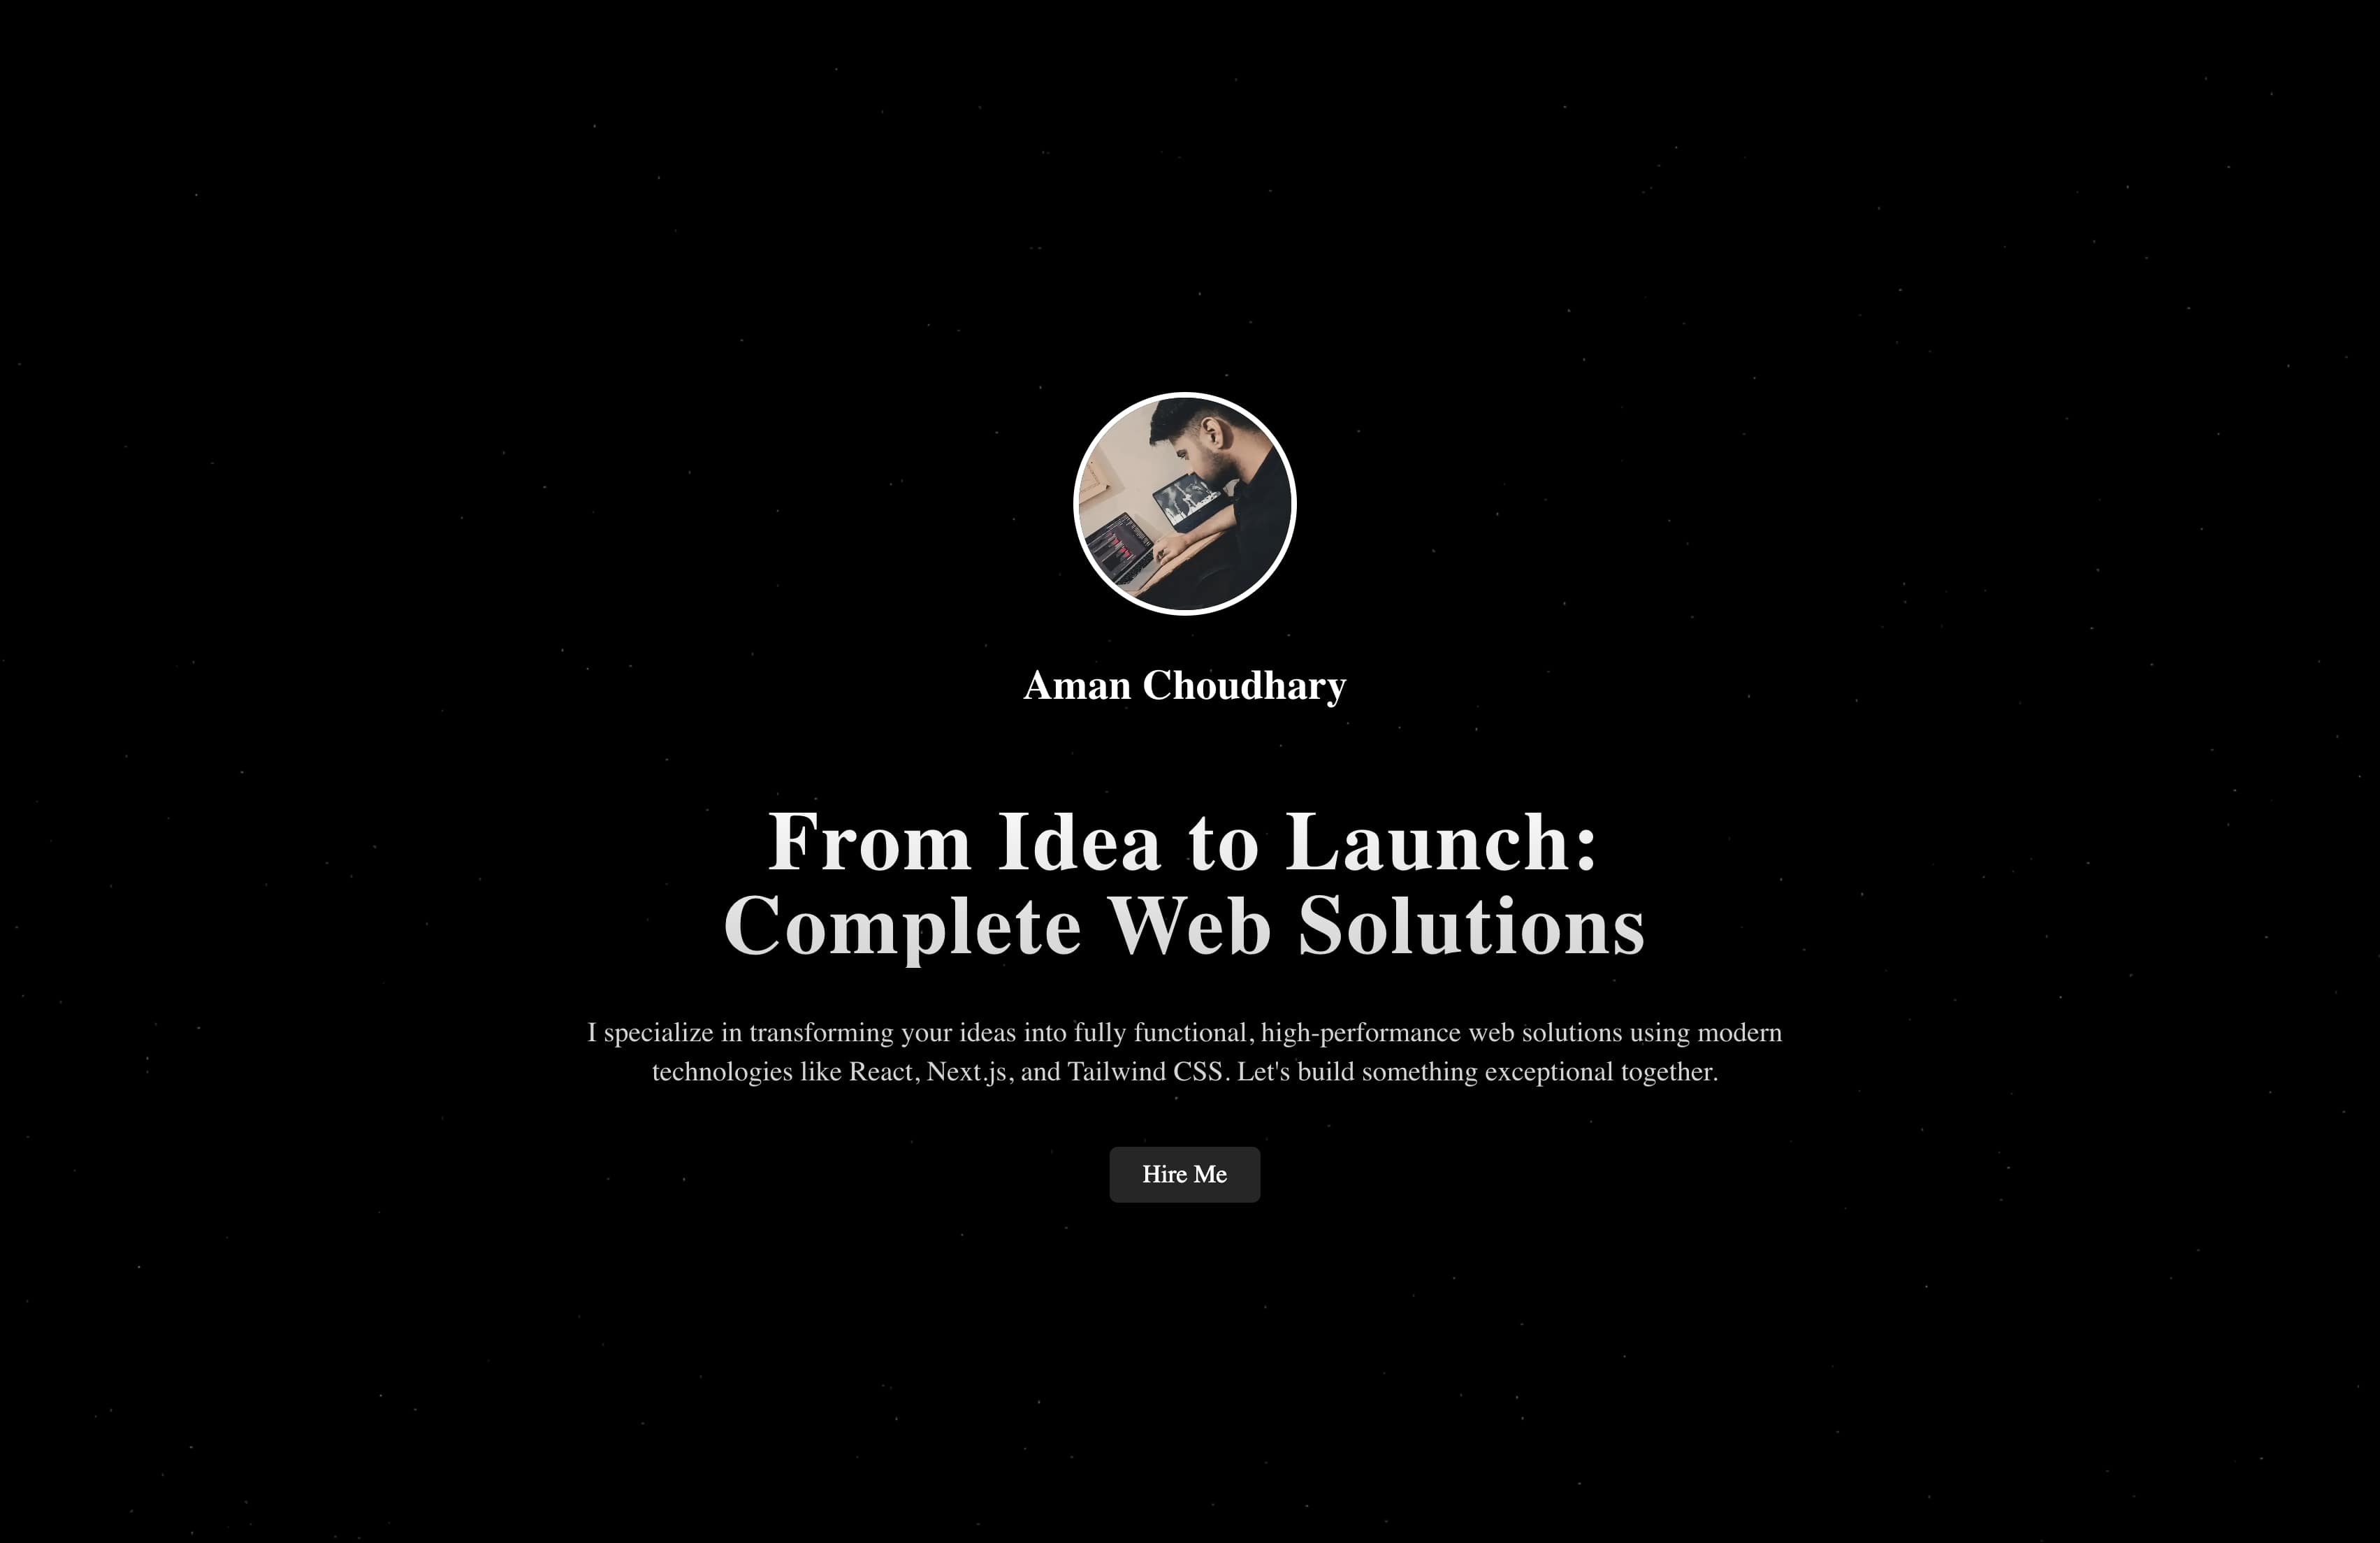 Aman Choudhary
From Idea to Launch:
Complete Web Solutions
I specialize in transforming your ideas into fully functional, high-performance web solutions using modern
technologies like React, Next.js, and Tailwind CSS. Let's build something exceptional together.
Hire Me